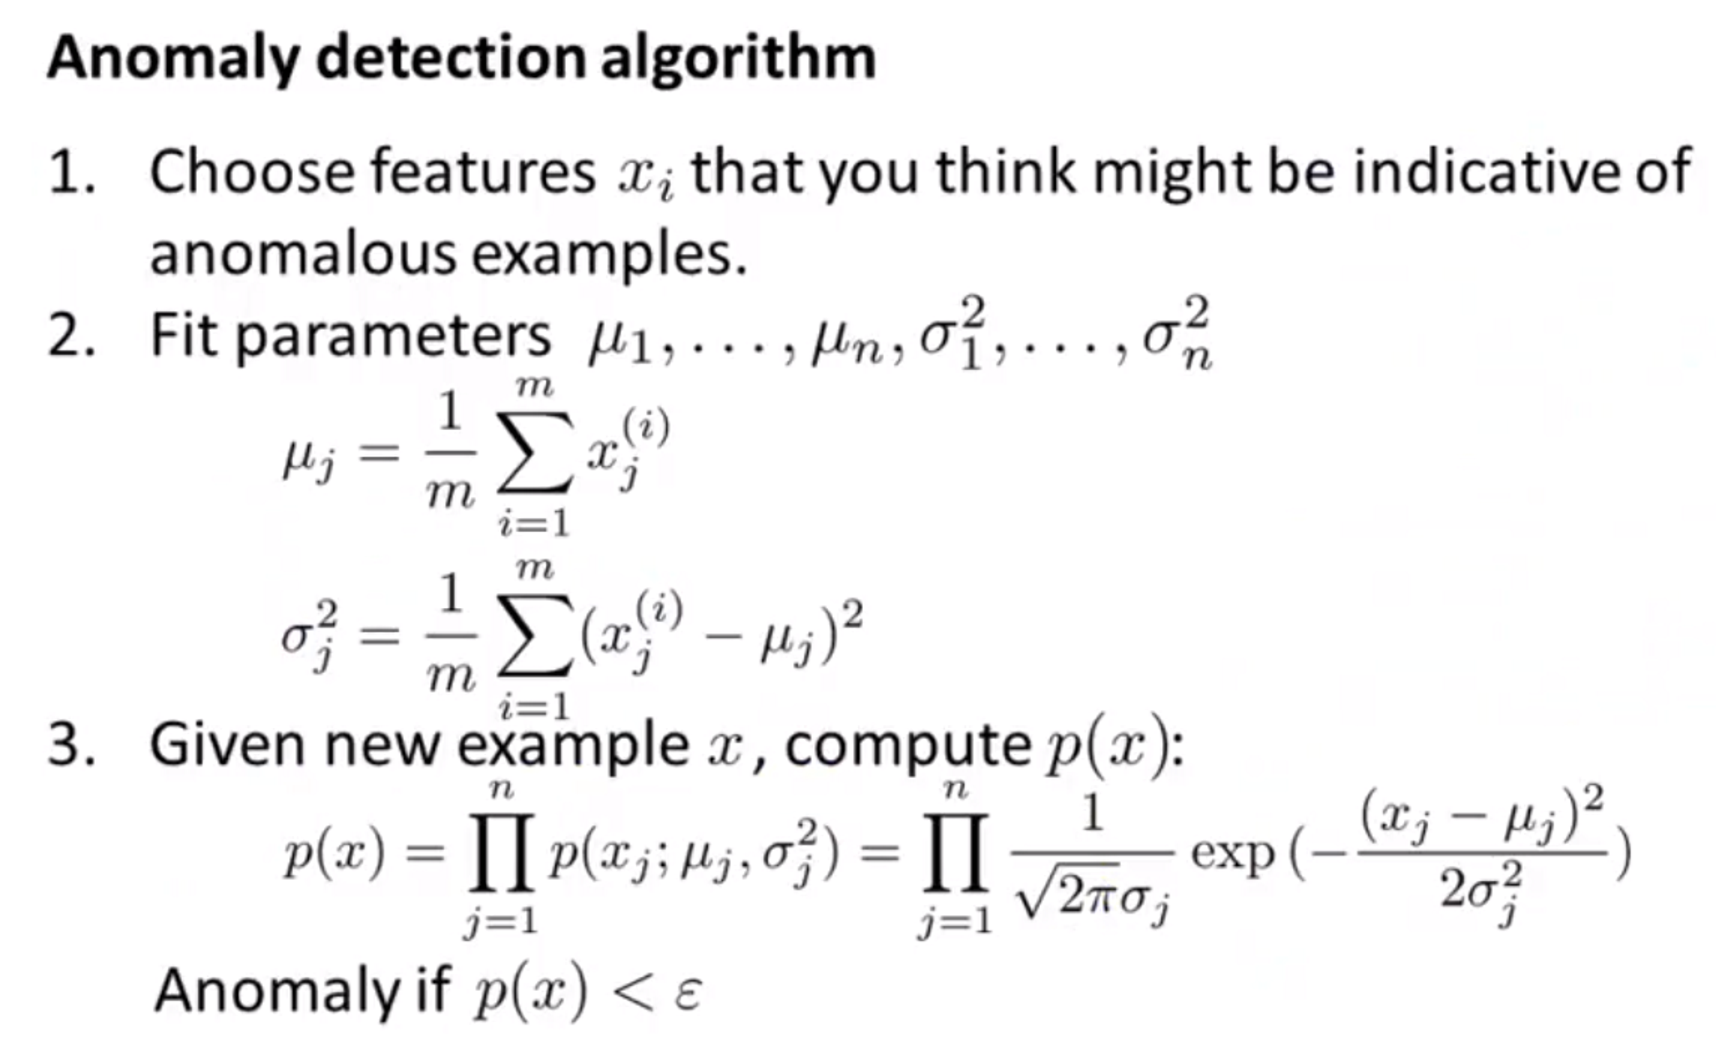 Anomaly detection algorithm
1. Choose features $x_i$ that you think might be indicative of
anomalous examples.
2. Fit parameters $\mu_1, \ldots, \mu_n, \sigma_1^2, \ldots, \sigma_n^2$
$\mu_j = \frac{1}{m} \sum_{i=1}^{m} x_j^{(i)}$
$\sigma_j^2 = \frac{1}{m} \sum_{i=1}^{m} (x_j^{(i)} - \mu_j)^2$
3. Given new example $x$, compute $p(x)$:
$p(x) = \prod_{j=1}^{n} p(x_j; \mu_j, \sigma_j^2) = \prod_{j=1}^{n} \frac{1}{\sqrt{2\pi}\sigma_j} \exp(-\frac{(x_j - \mu_j)^2}{2\sigma_j^2})$
Anomaly if $p(x) < \varepsilon$